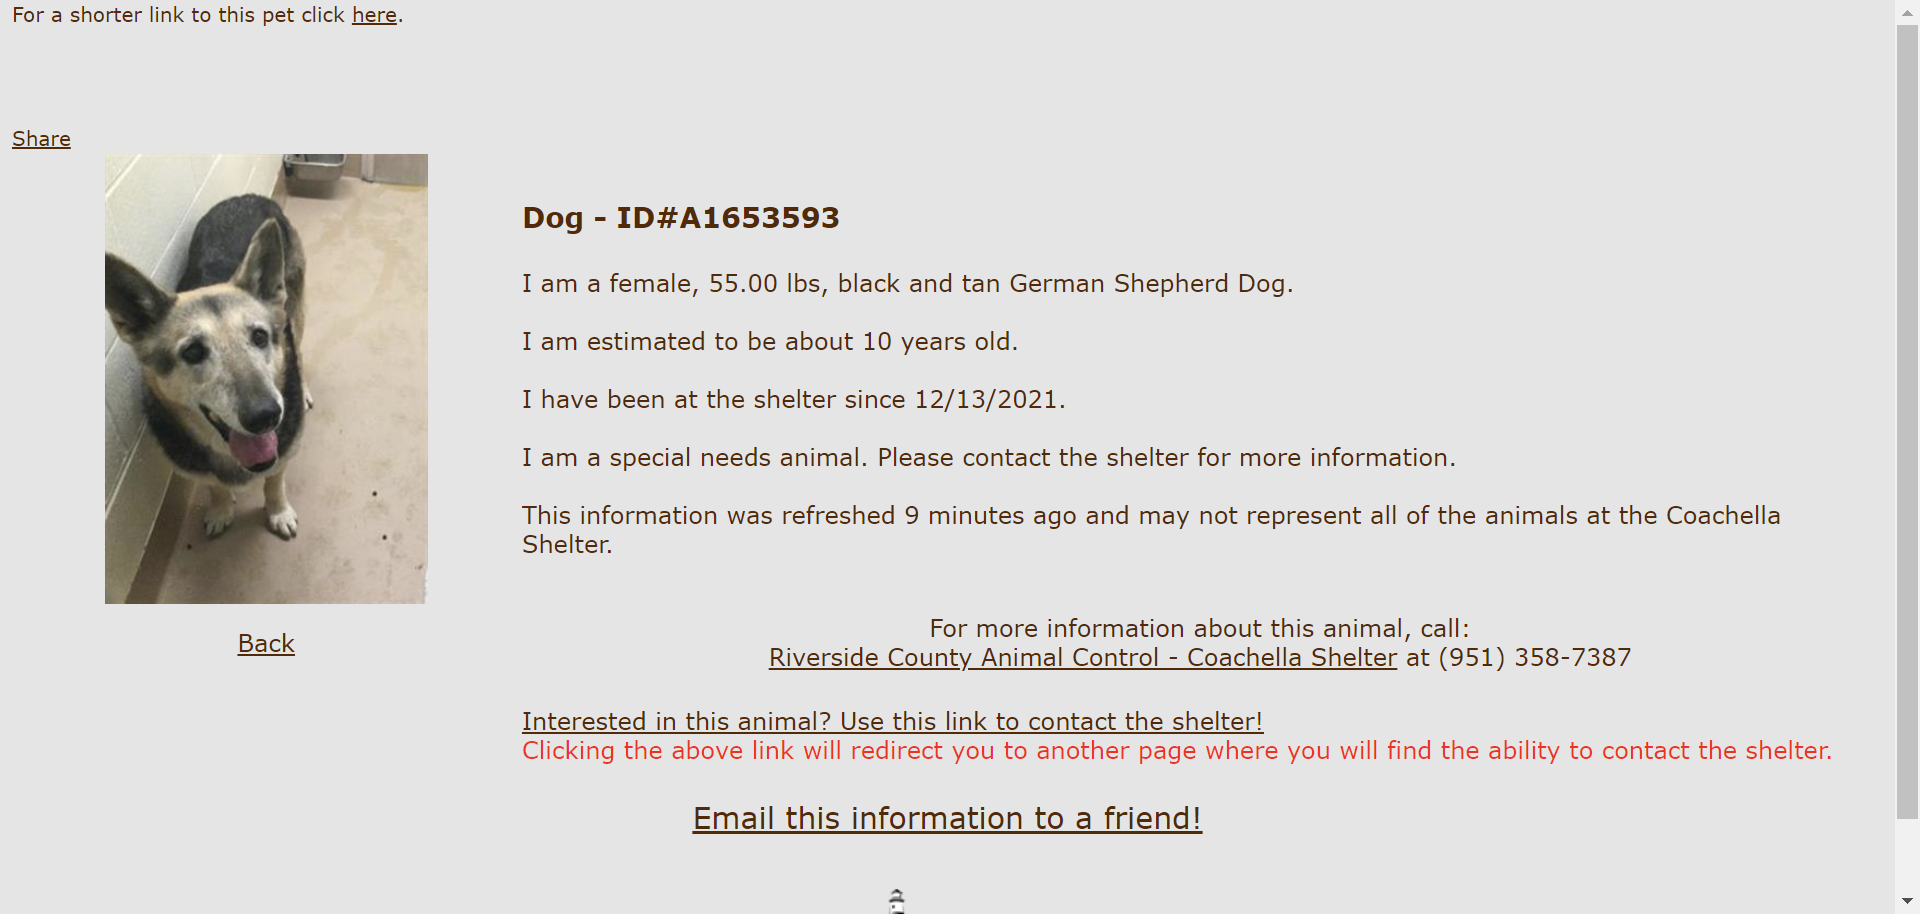 For a shorter link to this pet click here.
Share
Dog - ID#A1653593
I am a female, 55.00 lbs, black and tan German Shepherd Dog.
I am estimated to be about 10 years old.
I have been at the shelter since 12/13/2021.
I am a special needs animal. Please contact the shelter for more information.
This information was refreshed 9 minutes ago and may not represent all of the animals at the Coachella
Shelter.
Back
For more information about this animal, call:
Riverside County Animal Control - Coachella Shelter at (951) 358-7387
Interested in this animal? Use this link to contact the shelter!
Clicking the above link will redirect you to another page where you will find the ability to contact the shelter.
Email this information to a friend!